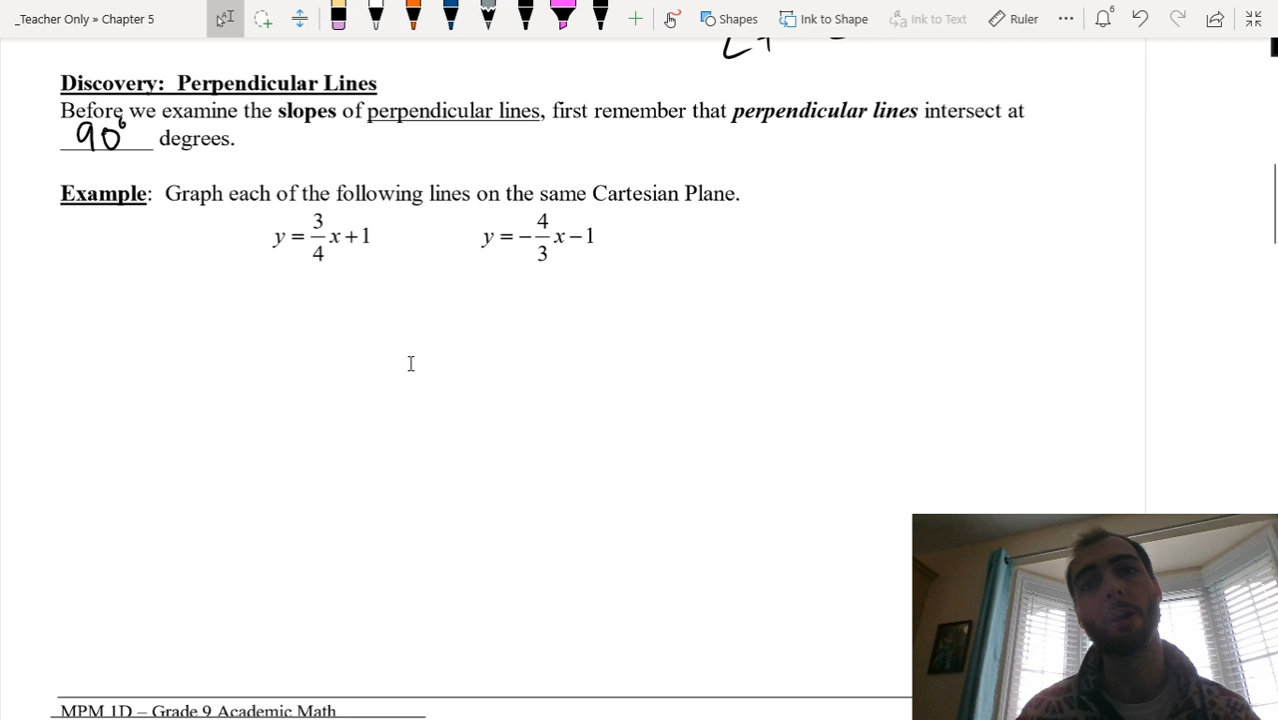 _Teacher Only » Chapter 5
Shapes
Ink to Shape
Ink to Text
Ruler
6
Discovery: Perpendicular Lines
Before we examine the slopes of perpendicular lines, first remember that perpendicular lines intersect at
90° degrees.
Example: Graph each of the following lines on the same Cartesian Plane.
y = 3/4 x + 1 y = − 4/3 x − 1
MPM 1D – Grade 9 Academic Math